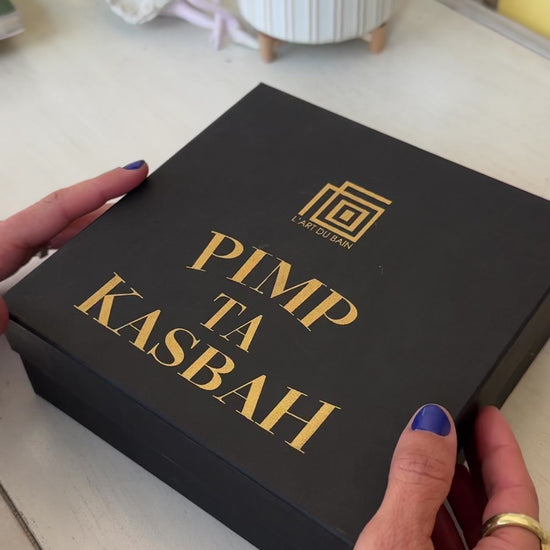 L'ART DU BAIN
PIMP
TA
KASBAH